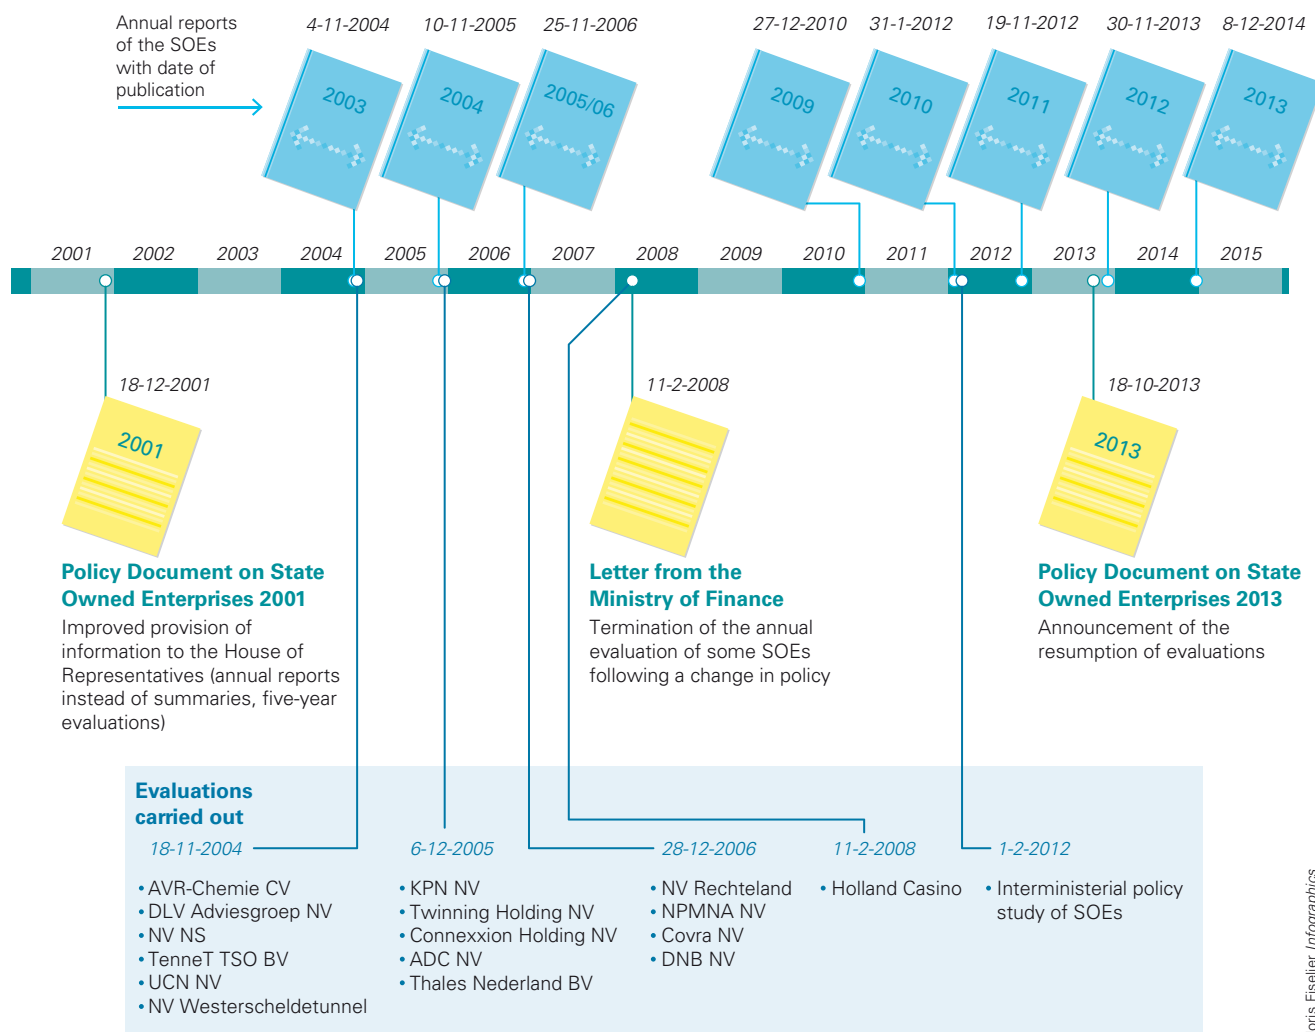 Annual reports
of the SOEs
with date of
publication
4-11-2004
10-11-2005
25-11-2006
27-12-2010
31-1-2012
19-11-2012
30-11-2013
8-12-2014
2003
2004
2005/06
2009
2010
2011
2012
2013
2001
2002
2003
2004
2005
2006
2007
2008
2009
2010
2011
2012
2013
2014
2015
18-12-2001
2001
Policy Document on State
Owned Enterprises 2001
Improved provision of
information to the House of
Representatives (annual reports
instead of summaries, five-year
evaluations)
11-2-2008
Letter from the
Ministry of Finance
Termination of the annual
evaluation of some SOEs
following a change in policy
18-10-2013
2013
Policy Document on State
Owned Enterprises 2013
Announcement of the
resumption of evaluations
Evaluations
carried out
18-11-2004
• AVR-Chemie CV
• DLV Adviesgroep NV
• NV NS
• TenneT TSO BV
• UCN NV
• NV Westerscheldetunnel
6-12-2005
• KPN NV
• Twinning Holding NV
• Connexxion Holding NV
• ADC NV
• Thales Nederland BV
28-12-2006
• NV Rechteland
• NPMNA NV
• Covra NV
• DNB NV
11-2-2008
• Holland Casino
1-2-2012
• Interministerial policy
study of SOEs
Fiselier Infographics